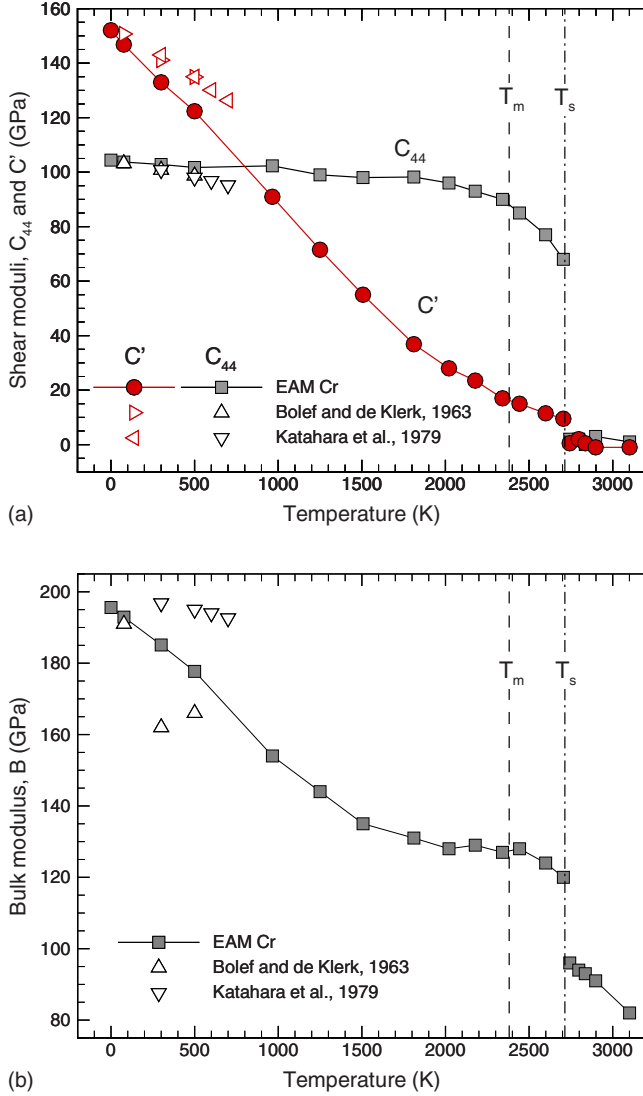 160
140
120
100
80
60
40
20
0
Shear moduli, C44 and C' (GPa)
Tm Ts
C44
C'
C' C44
EAM Cr
Bolef and de Klerk, 1963
Katahara et al., 1979
0 500 1000 1500 2000 2500 3000
(a) Temperature (K)
200
180
160
140
120
100
80
Bulk modulus, B (GPa)
Tm Ts
EAM Cr
Bolef and de Klerk, 1963
Katahara et al., 1979
0 500 1000 1500 2000 2500 3000
(b) Temperature (K)